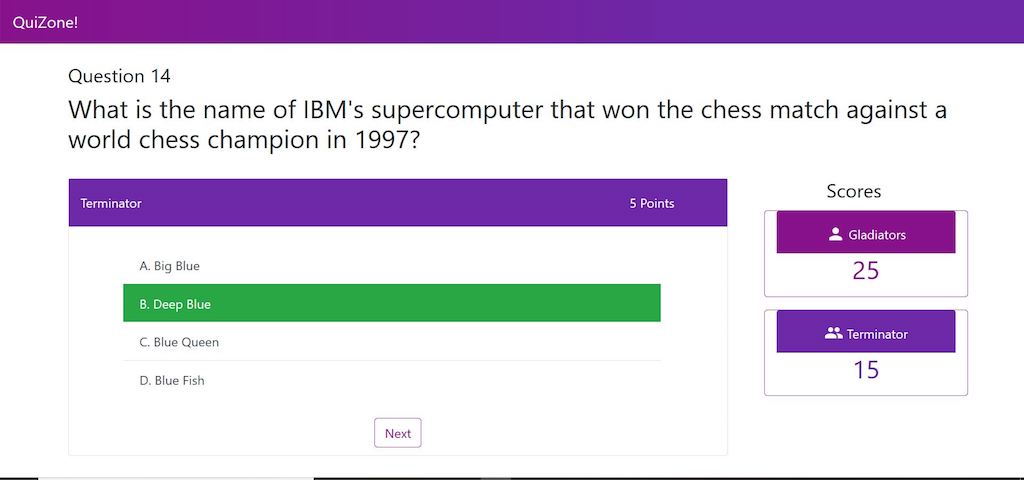 QuiZone!
Question 14
What is the name of IBM's supercomputer that won the chess match against a
world chess champion in 1997?
Terminator 5 Points
A. Big Blue
B. Deep Blue
C. Blue Queen
D. Blue Fish
Next
Scores
Gladiators
25
Terminator
15